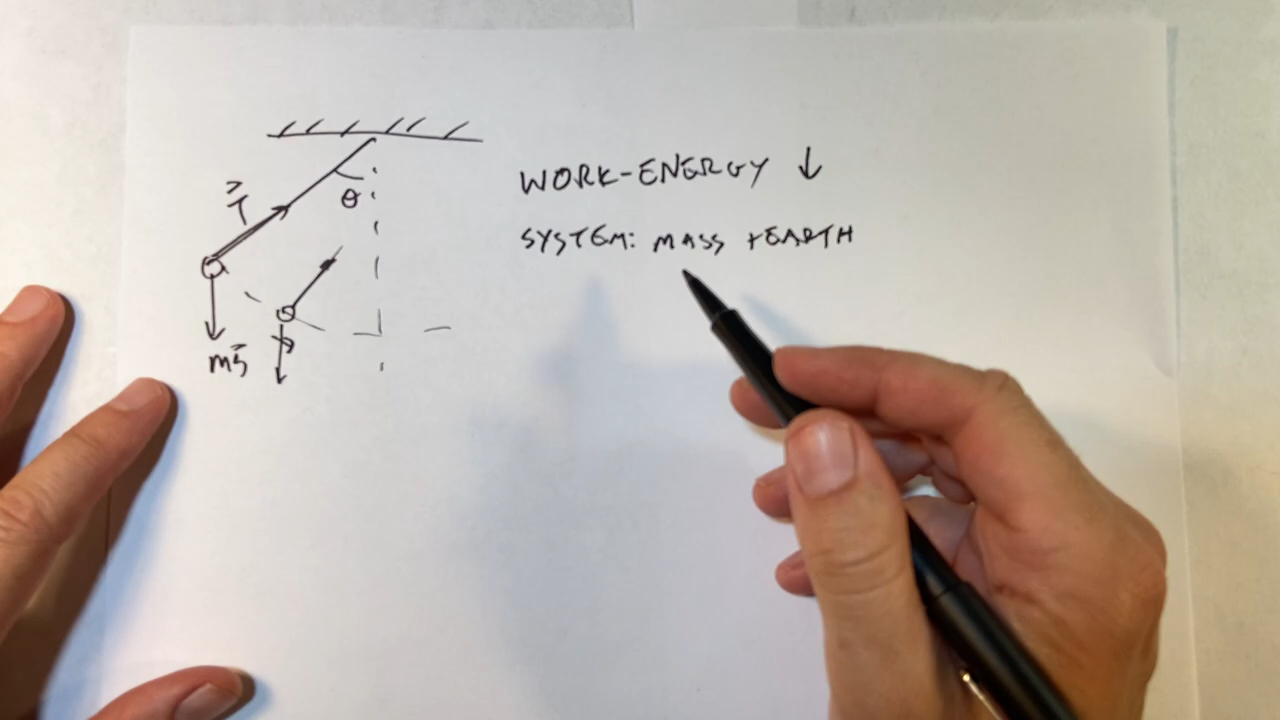 WORK-ENERGY ↓
SYSTEM: MASS + EARTH
T⃗
θ
mg⃗